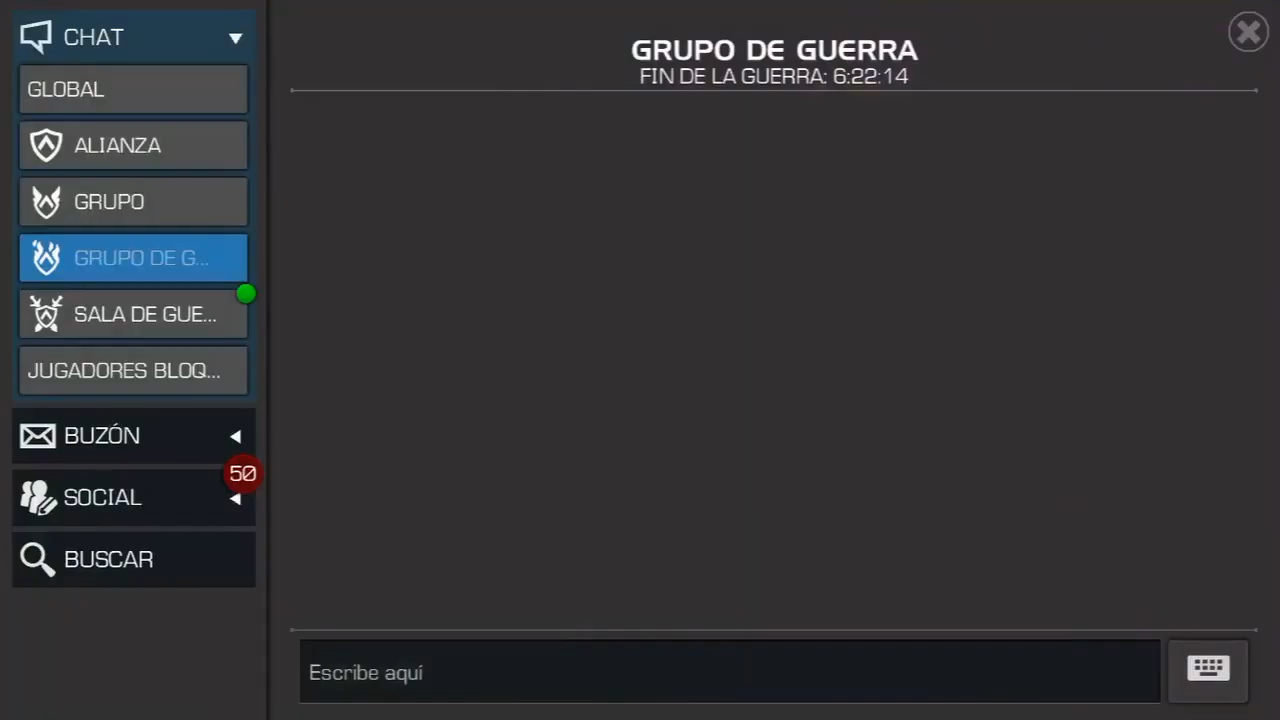 CHAT
GLOBAL
ALIANZA
GRUPO
GRUPO DE G...
SALA DE GUE...
JUGADORES BLOQ...
BUZÓN
50
SOCIAL
BUSCAR
GRUPO DE GUERRA
FIN DE LA GUERRA: 6:22:14
Escribe aquí